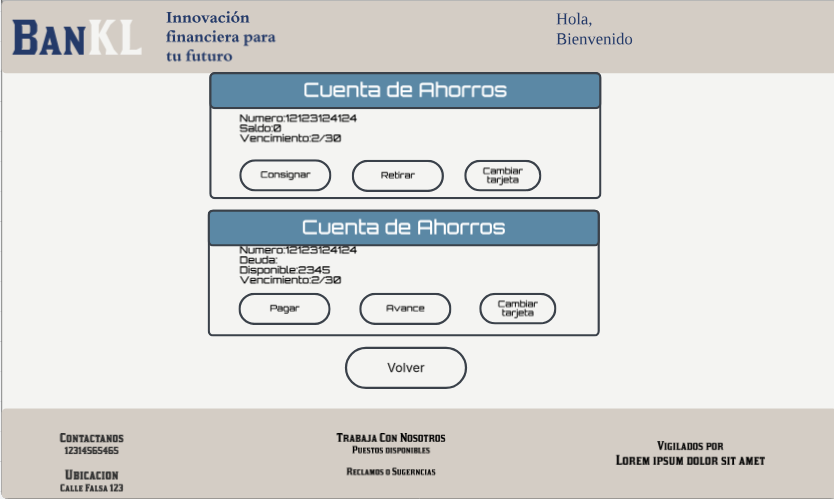 BANKL
Innovación
financiera para
tu futuro
Hola,
Bienvenido
Cuenta de Ahorros
Numero:12123124124
Saldo:0
Vencimiento:2/30
Consignar
Retirar
Cambiar
tarjeta
Cuenta de Ahorros
Numero:12123124124
Deuda:
Disponible:2345
Vencimiento:2/30
Pagar
Avance
Cambiar
tarjeta
Volver
Contactanos
12314565465
Ubicacion
Calle Falsa 123
Trabaja Con Nosotros
Puestos disponibles
Reclamos o Sugerncias
Vigilados por
Lorem ipsum dolor sit amet